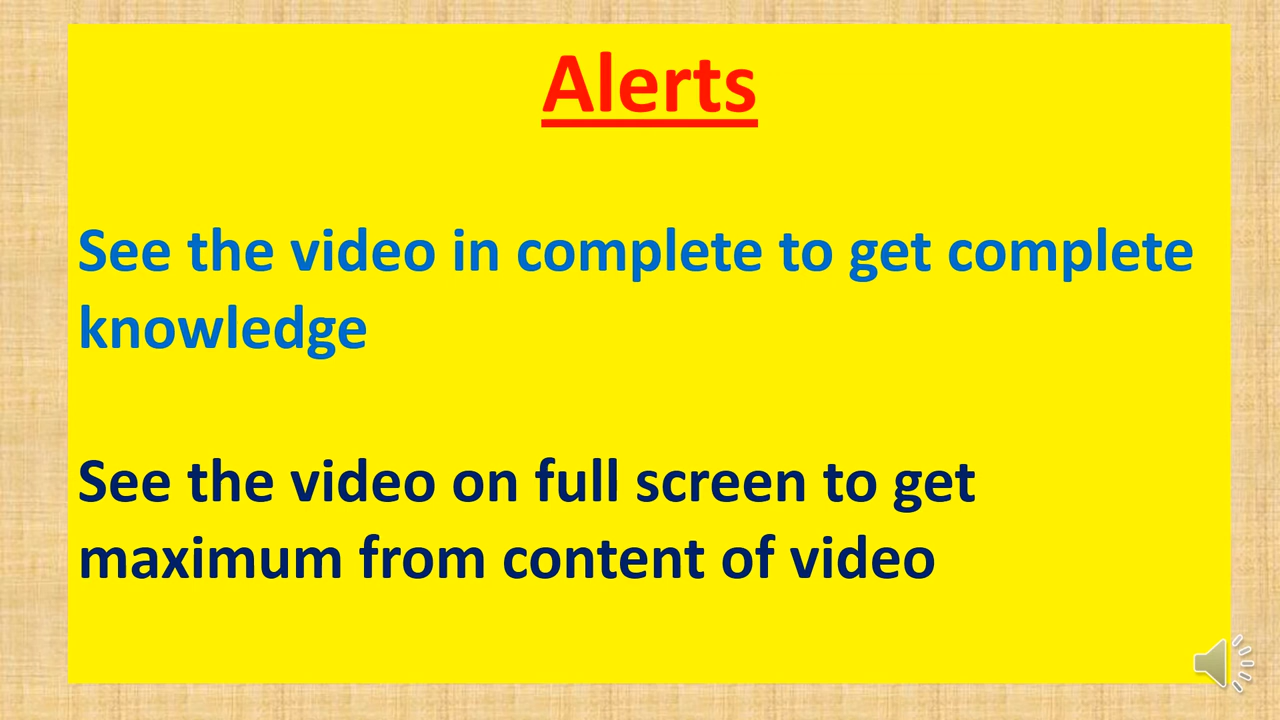 Alerts
See the video in complete to get complete
knowledge
See the video on full screen to get
maximum from content of video